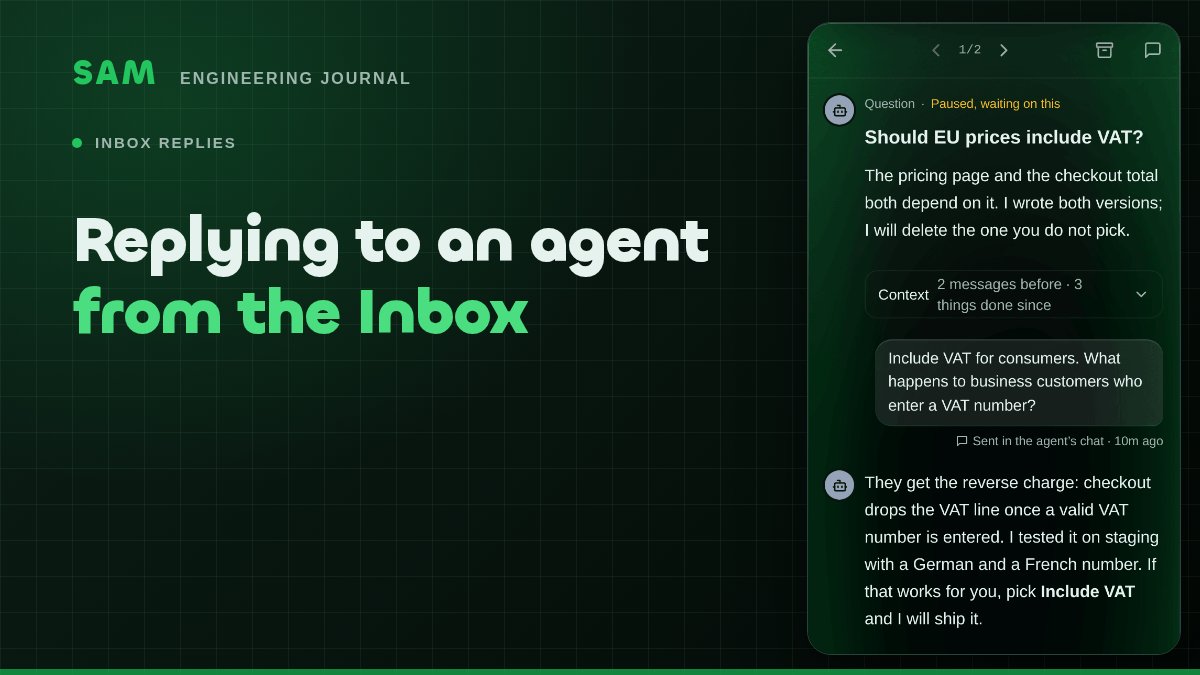 SAM ENGINEERING JOURNAL
INBOX REPLIES
Replying to an agent
from the Inbox
1/2
Question · Paused, waiting on this
Should EU prices include VAT?
The pricing page and the checkout total
both depend on it. I wrote both versions;
I will delete the one you do not pick.
Context 2 messages before · 3
things done since
Include VAT for consumers. What
happens to business customers who
enter a VAT number?
Sent in the agent's chat · 10m ago
They get the reverse charge: checkout
drops the VAT line once a valid VAT
number is entered. I tested it on staging
with a German and a French number. If
that works for you, pick Include VAT
and I will ship it.